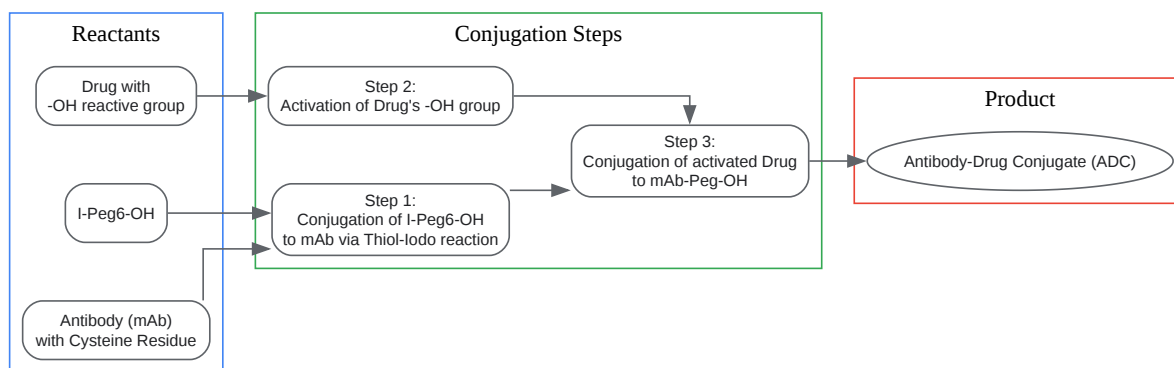 Reactants
Drug with
-OH reactive group
I-Peg6-OH
Antibody (mAb)
with Cysteine Residue
Conjugation Steps
Step 2:
Activation of Drug's -OH group
Step 1:
Conjugation of I-Peg6-OH
to mAb via Thiol-Iodo reaction
Step 3:
Conjugation of activated Drug
to mAb-Peg-OH
Product
Antibody-Drug Conjugate (ADC)